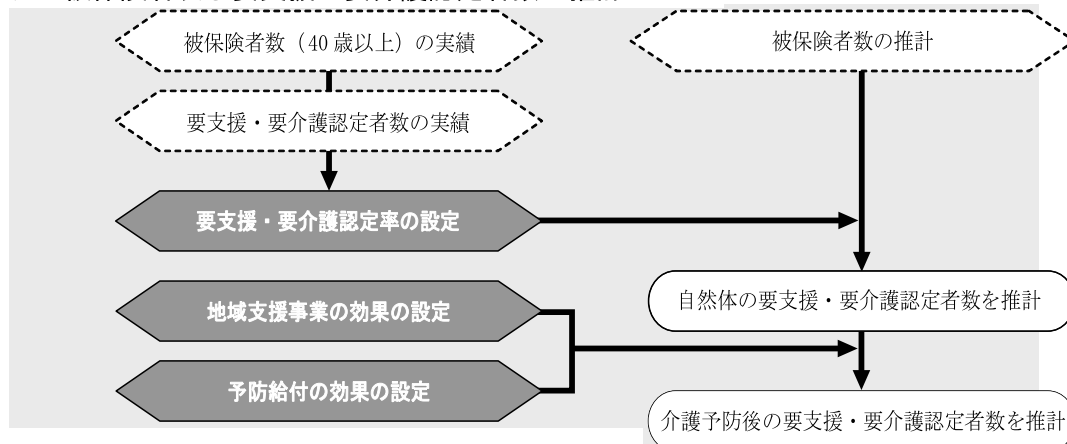 被保険者数（40歳以上）の実績
被保険者数の推計
要支援・要介護認定者数の実績
要支援・要介護認定率の設定
地域支援事業の効果の設定
自然体の要支援・要介護認定者数を推計
予防給付の効果の設定
介護予防後の要支援・要介護認定者数を推計